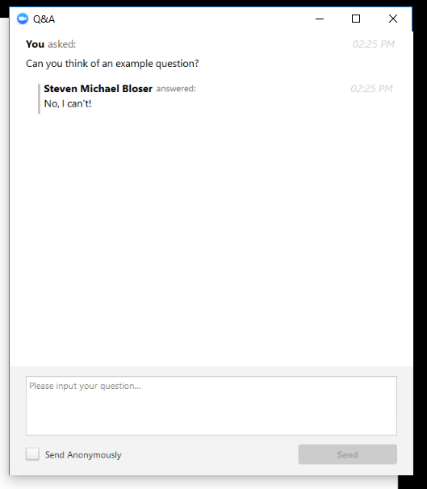 Q&A
You asked: 02:25 PM
Can you think of an example question?
Steven Michael Bloser answered: 02:25 PM
No, I can't!
Please input your question...
Send Anonymously Send